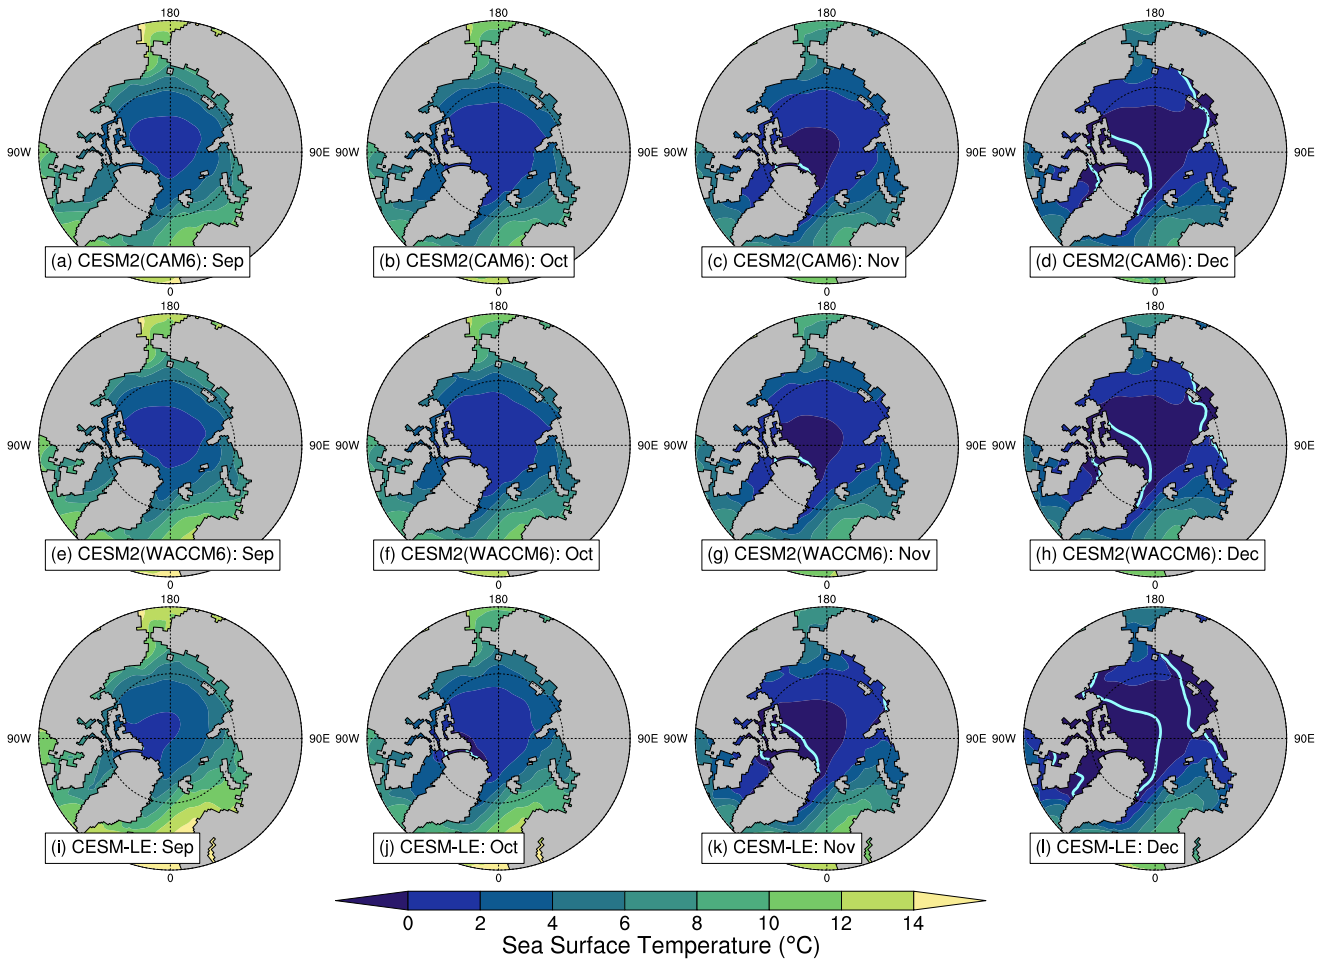 180 180 180 180
90W 90E 90W 90E 90W 90E 90W 90E
(a) CESM2(CAM6): Sep (b) CESM2(CAM6): Oct (c) CESM2(CAM6): Nov (d) CESM2(CAM6): Dec
0 0 0 0
180 180 180 180
90W 90E 90W 90E 90W 90E 90W 90E
(e) CESM2(WACCM6): Sep (f) CESM2(WACCM6): Oct (g) CESM2(WACCM6): Nov (h) CESM2(WACCM6): Dec
0 0 0 0
180 180 180 180
90W 90E 90W 90E 90W 90E 90W 90E
(i) CESM-LE: Sep (j) CESM-LE: Oct (k) CESM-LE: Nov (l) CESM-LE: Dec
0 0 0 0
0 2 4 6 8 10 12 14
Sea Surface Temperature (°C)